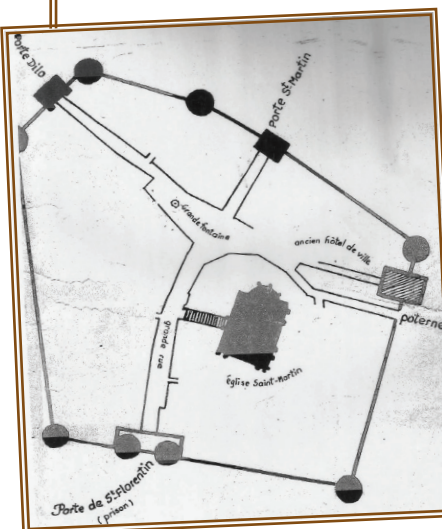 Porte Dilo
Porte St Martin
Grande fontaine
ancien hôtel de ville
poterne
grande rue
église Saint-Martin
Porte de St Florentin
(prison)